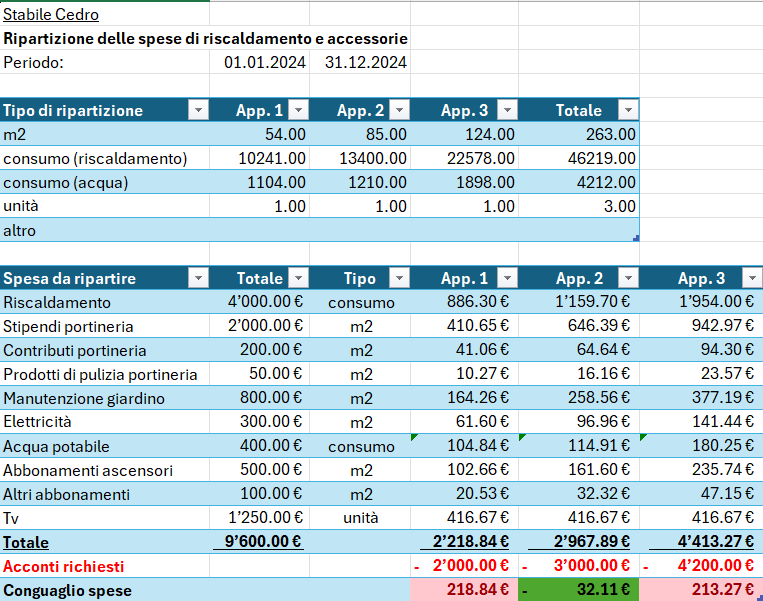 Stabile Cedro
Ripartizione delle spese di riscaldamento e accessorie
Periodo: 01.01.2024 31.12.2024
Tipo di ripartizione App. 1 App. 2 App. 3 Totale
m2 54.00 85.00 124.00 263.00
consumo (riscaldamento) 10241.00 13400.00 22578.00 46219.00
consumo (acqua) 1104.00 1210.00 1898.00 4212.00
unità 1.00 1.00 1.00 3.00
altro
Spesa da ripartire Totale Tipo App. 1 App. 2 App. 3
Riscaldamento 4’000.00 € consumo 886.30 € 1’159.70 € 1’954.00 €
Stipendi portineria 2’000.00 € m2 410.65 € 646.39 € 942.97 €
Contributi portineria 200.00 € m2 41.06 € 64.64 € 94.30 €
Prodotti di pulizia portineria 50.00 € m2 10.27 € 16.16 € 23.57 €
Manutenzione giardino 800.00 € m2 164.26 € 258.56 € 377.19 €
Elettricità 300.00 € m2 61.60 € 96.96 € 141.44 €
Acqua potabile 400.00 € consumo 104.84 € 114.91 € 180.25 €
Abbonamenti ascensori 500.00 € m2 102.66 € 161.60 € 235.74 €
Altri abbonamenti 100.00 € m2 20.53 € 32.32 € 47.15 €
Tv 1’250.00 € unità 416.67 € 416.67 € 416.67 €
Totale 9’600.00 € 2’218.84 € 2’967.89 € 4’413.27 €
Acconti richiesti - 2’000.00 € - 3’000.00 € - 4’200.00 €
Conguaglio spese 218.84 € - 32.11 € 213.27 €